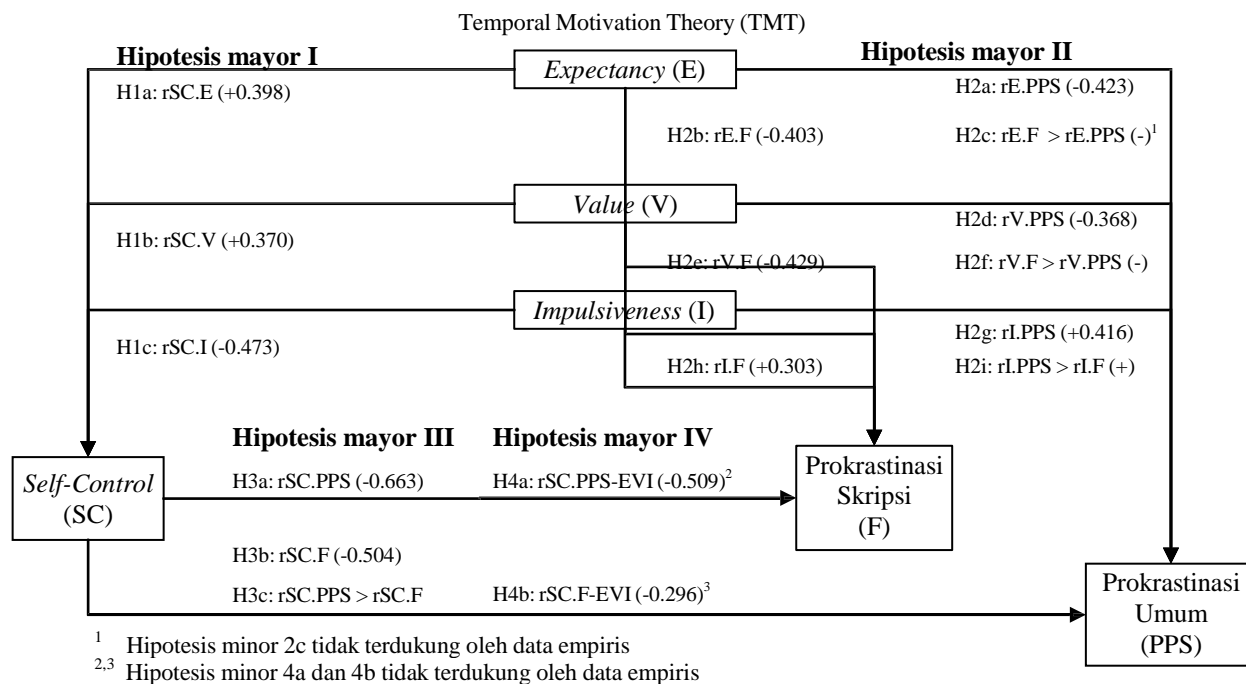 Temporal Motivation Theory (TMT)
Hipotesis mayor I
Expectancy (E)
Hipotesis mayor II
H1a: rSC.E (+0.398)
H2a: rE.PPS (-0.423)
H2b: rE.F (-0.403)
H2c: rE.F > rE.PPS (-)¹
Value (V)
H1b: rSC.V (+0.370)
H2d: rV.PPS (-0.368)
H2e: rV.F (-0.429)
H2f: rV.F > rV.PPS (-)
Impulsiveness (I)
H1c: rSC.I (-0.473)
H2g: rI.PPS (+0.416)
H2h: rI.F (+0.303)
H2i: rI.PPS > rI.F (+)
Hipotesis mayor III
Hipotesis mayor IV
Self-Control
(SC)
H3a: rSC.PPS (-0.663)
H4a: rSC.PPS-EVI (-0.509)²
Prokrastinasi
Skripsi
(F)
H3b: rSC.F (-0.504)
H3c: rSC.PPS > rSC.F
H4b: rSC.F-EVI (-0.296)³
Prokrastinasi
Umum
(PPS)
¹ Hipotesis minor 2c tidak terdukung oleh data empiris
²,³ Hipotesis minor 4a dan 4b tidak terdukung oleh data empiris